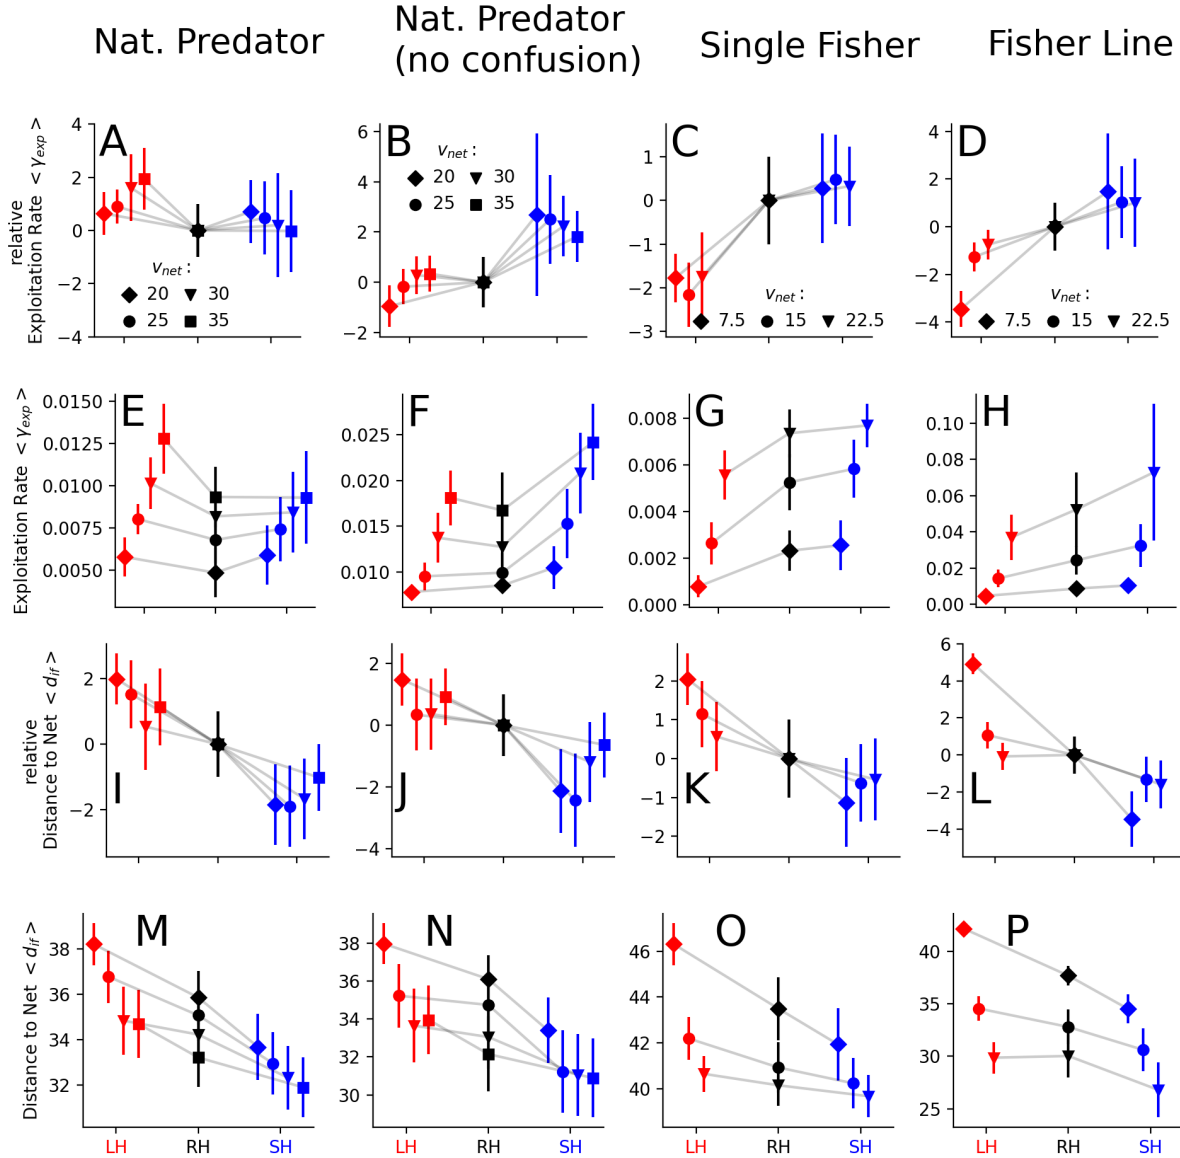 Nat. Predator
Nat. Predator
(no confusion)
Single Fisher
Fisher Line
relative
Exploitation Rate < γexp >
4
2
0
−2
−4
A
vnet :
20
30
25
35
6
4
2
0
−2
B
vnet :
20
30
25
35
1
0
−1
−2
−3
C
vnet :
7.5
15
22.5
4
2
0
−2
−4
D
vnet :
7.5
15
22.5
Exploitation Rate < γexp >
0.0150
0.0125
0.0100
0.0075
0.0050
E
0.025
0.020
0.015
0.010
F
0.008
0.006
0.004
0.002
0.000
G
0.10
0.08
0.06
0.04
0.02
0.00
H
relative
Distance to Net < dif >
2
0
−2
I
2
0
−2
−4
J
2
1
0
−1
−2
K
6
4
2
0
−2
−4
L
Distance to Net < dif >
38
36
34
32
M
LH
RH
SH
38
36
34
32
30
N
LH
RH
SH
46
44
42
40
O
LH
RH
SH
40
35
30
25
P
LH
RH
SH